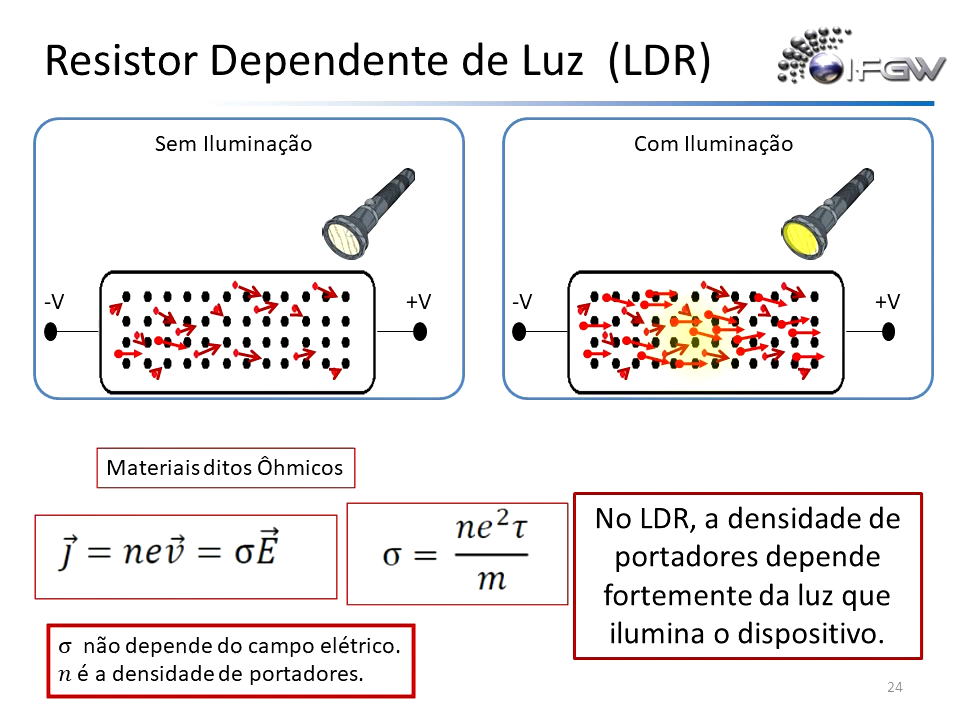 Resistor Dependente de Luz (LDR)
IFGW
Sem Iluminação
-V
+V
Com Iluminação
-V
+V
Materiais ditos Ôhmicos
j⃗ = nev⃗ = σE⃗
σ = ne²τ / m
No LDR, a densidade de
portadores depende
fortemente da luz que
ilumina o dispositivo.
σ não depende do campo elétrico.
n é a densidade de portadores.
24